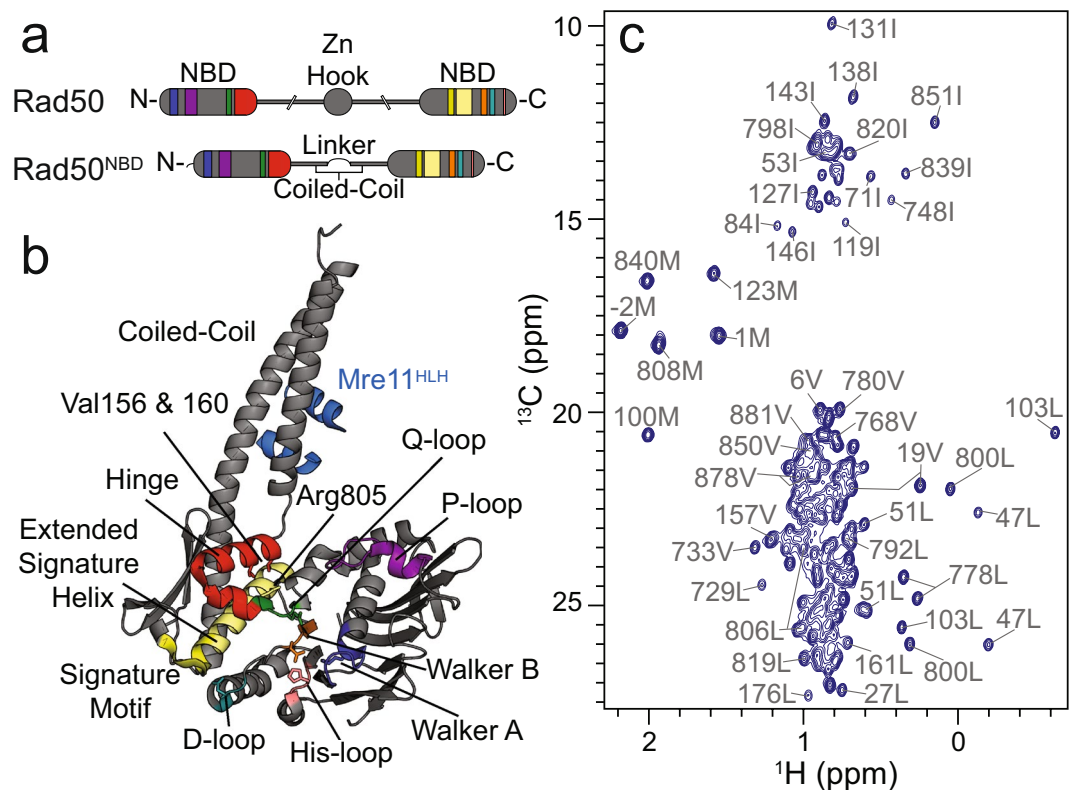 a
Zn
Hook
NBD
NBD
Rad50
N-
-C
Rad50NBD
N-
Linker
-C
Coiled-Coil
b
Coiled-Coil
Mre11HLH
Val156 & 160
Q-loop
Hinge
Arg805
P-loop
Extended
Signature
Helix
Signature
Motif
Walker B
Walker A
D-loop
His-loop
c
10
15
20
25
13C (ppm)
2
1
0
1H (ppm)
131I
138I
143I
851I
798I
820I
53I
839I
127I
71I
748I
84I
146I
119I
840M
123M
-2M
1M
808M
100M
6V
780V
103L
881V
768V
850V
19V
800L
878V
51L
47L
157V
733V
792L
729L
778L
51L
103L
47L
806L
819L
161L
800L
176L
27L